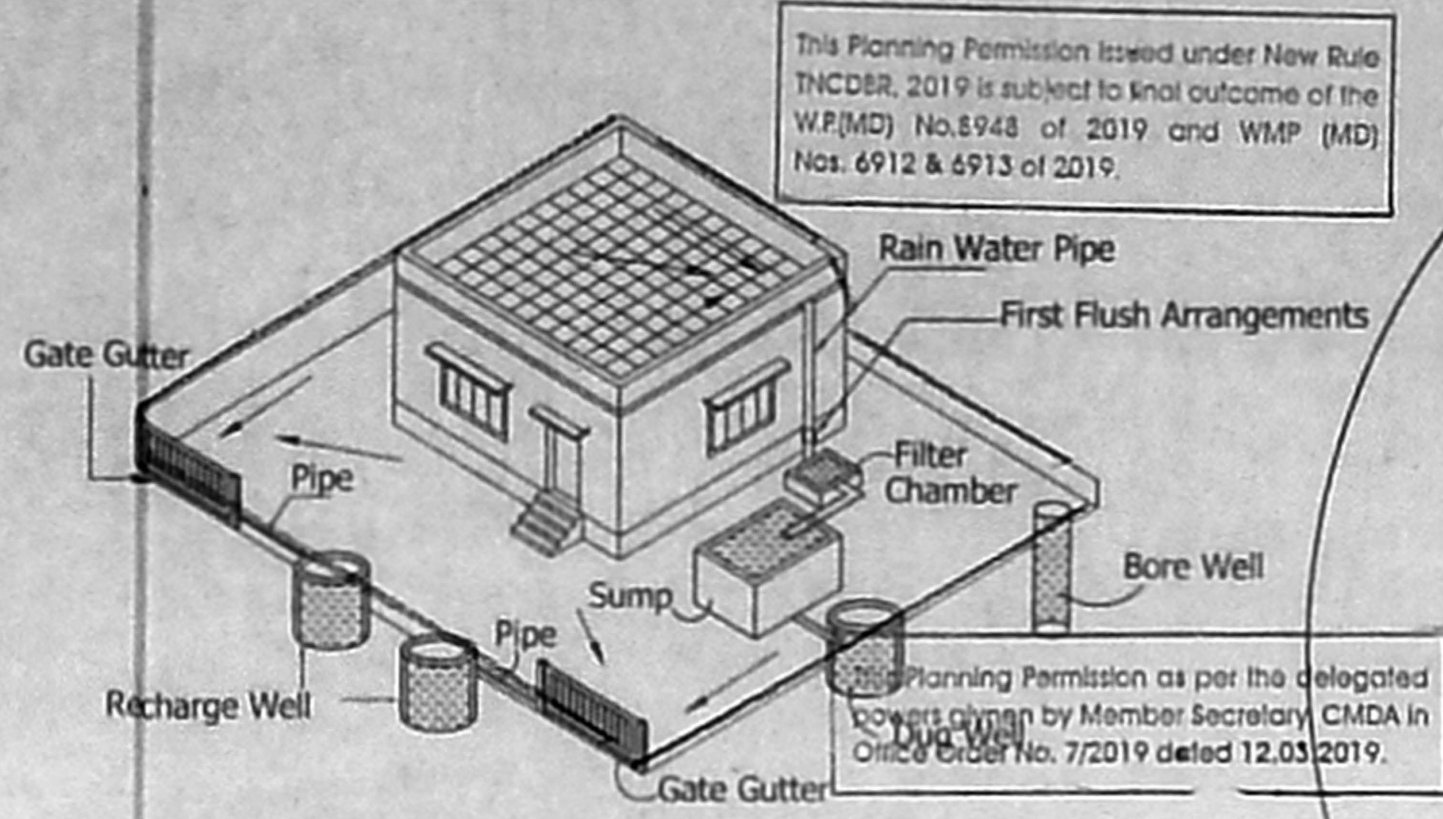 This Planning Permission Issued under New Rule
TNCDBR, 2019 is subject to final outcome of the
W.P.(MD) No.8948 of 2019 and WMP (MD)
Nos. 6912 & 6913 of 2019.
Rain Water Pipe
First Flush Arrangements
Gate Gutter
Filter
Chamber
Pipe
Bore Well
Sump
Pipe
Recharge Well
This Planning Permission as per the delegated
powers given by Member Secretary, CMDA in
Dug Well
Office Order No. 7/2019 dated 12.03.2019.
Gate Gutter